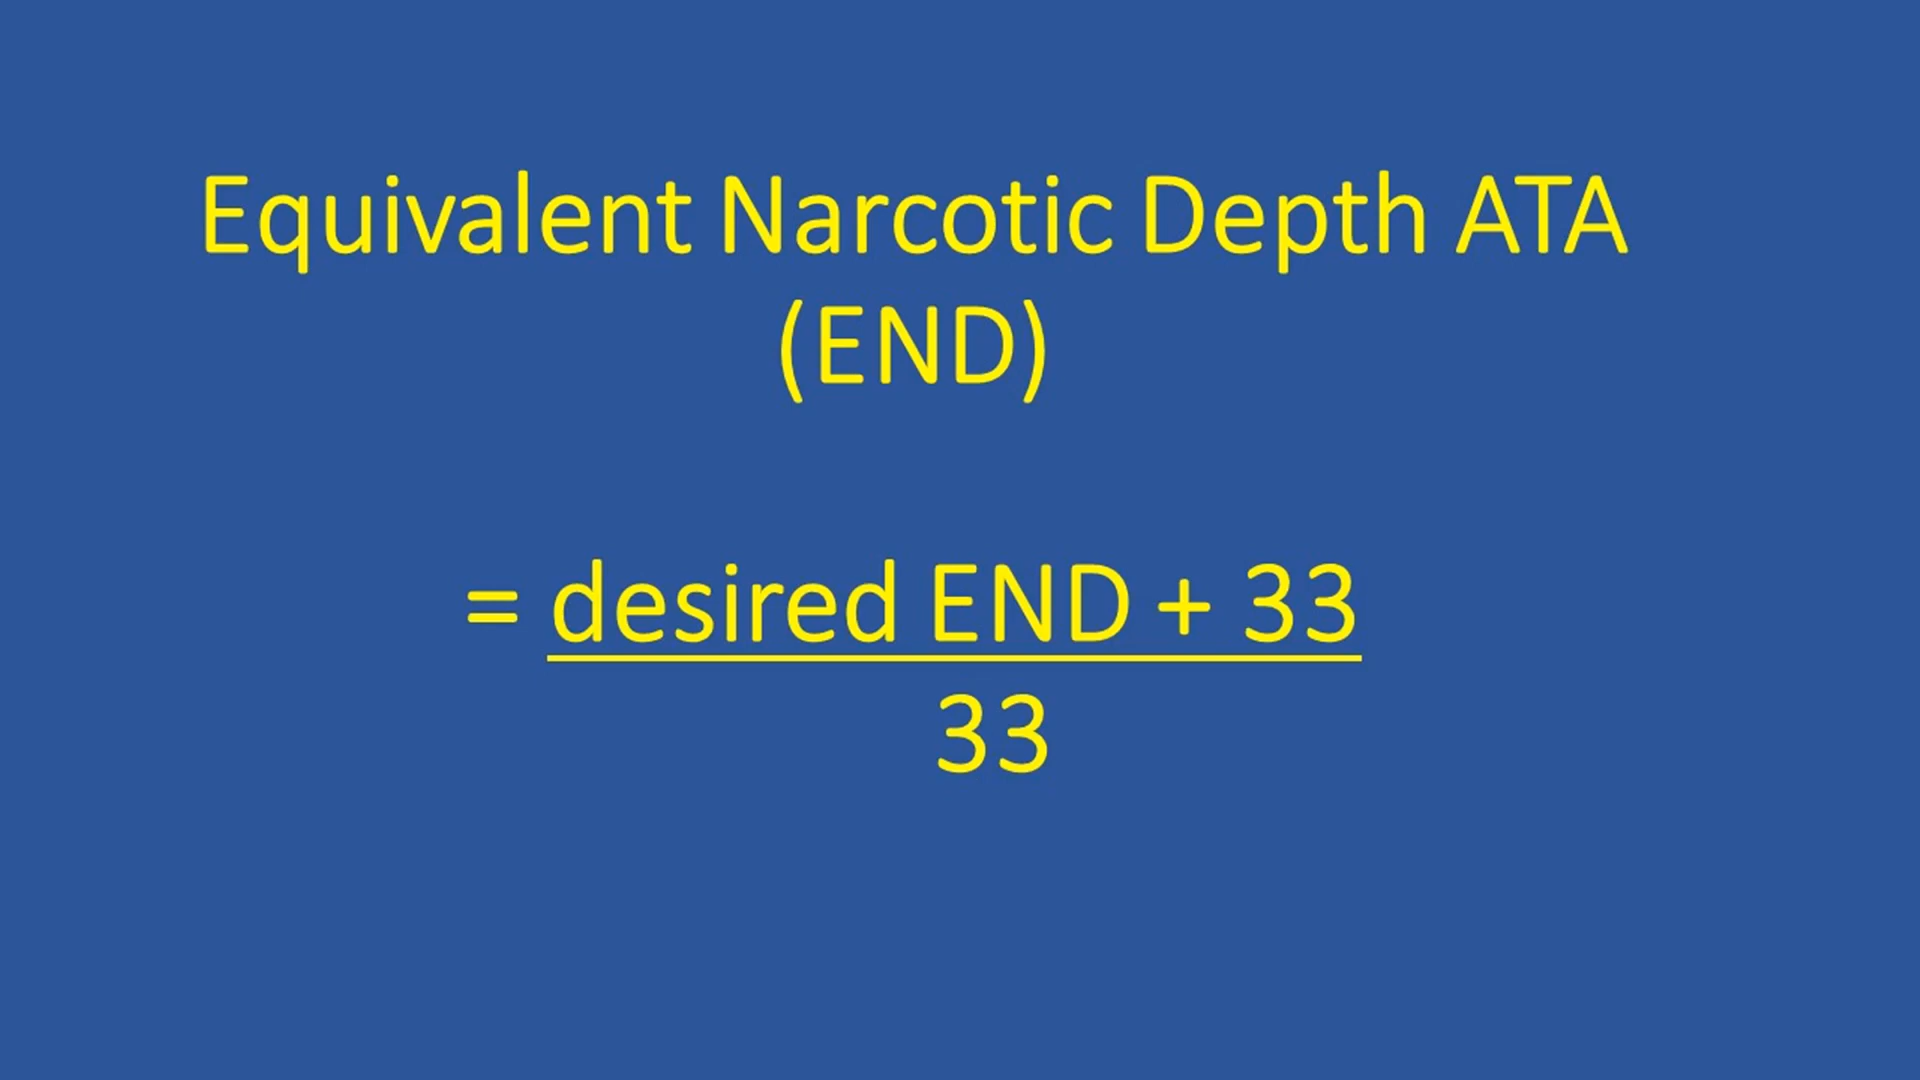 Equivalent Narcotic Depth ATA
(END)
= desired END + 33
33